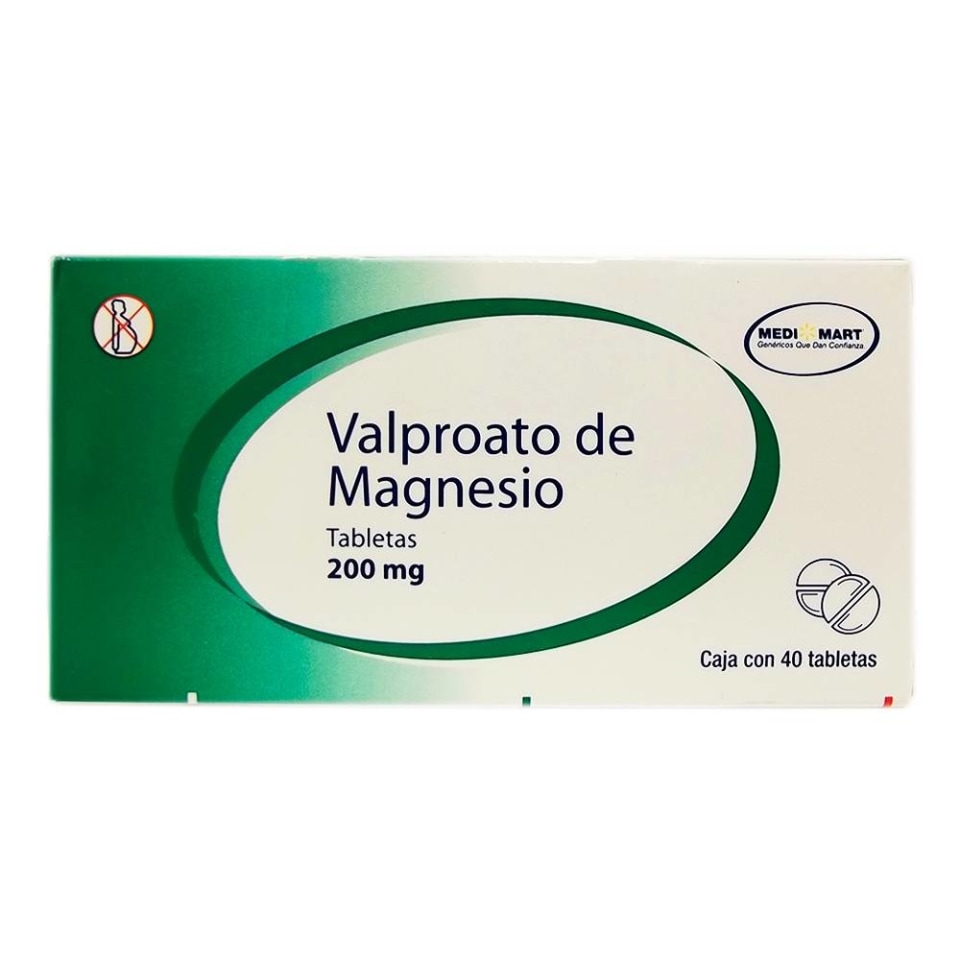 MEDI MART
Genéricos Que Dan Confianza.
Valproato de
Magnesio
Tabletas
200 mg
Caja con 40 tabletas